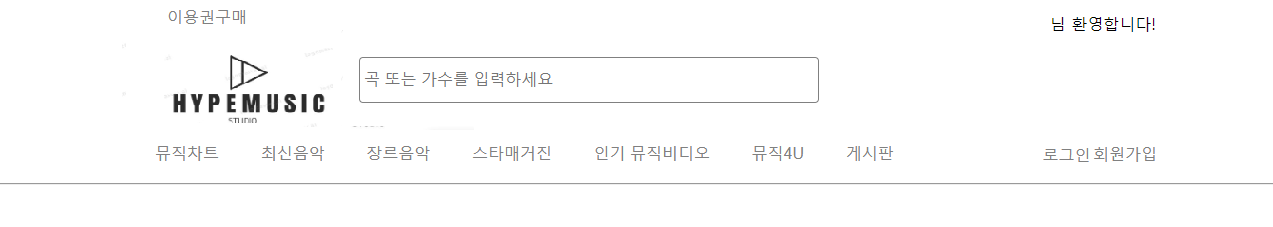 이용권구매
님 환영합니다!
HYPEMUSIC
STUDIO
곡 또는 가수를 입력하세요
뮤직차트 최신음악 장르음악 스타매거진 인기 뮤직비디오 뮤직4U 게시판 로그인 회원가입